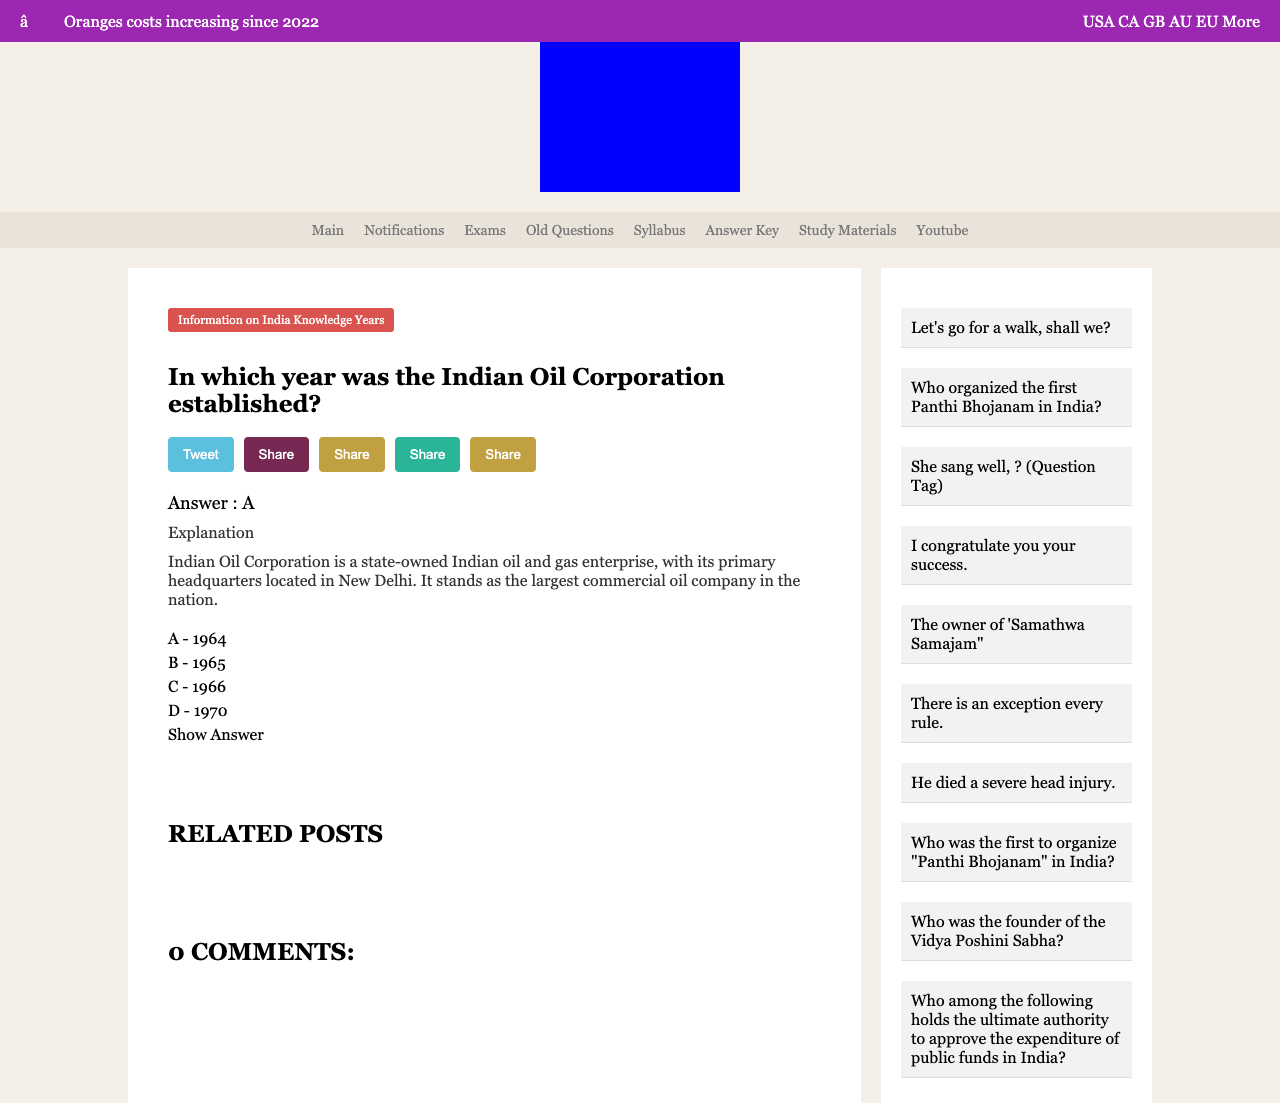 â Oranges costs increasing since 2022
USA CA GB AU EU More
Main Notifications Exams Old Questions Syllabus Answer Key Study Materials Youtube
Information on India Knowledge Years
In which year was the Indian Oil Corporation
established?
Tweet Share Share Share Share
Answer : A
Explanation
Indian Oil Corporation is a state-owned Indian oil and gas enterprise, with its primary
headquarters located in New Delhi. It stands as the largest commercial oil company in the
nation.
A - 1964
B - 1965
C - 1966
D - 1970
Show Answer
RELATED POSTS
0 COMMENTS:
Let's go for a walk, shall we?
Who organized the first
Panthi Bhojanam in India?
She sang well, ? (Question
Tag)
I congratulate you your
success.
The owner of 'Samathwa
Samajam"
There is an exception every
rule.
He died a severe head injury.
Who was the first to organize
"Panthi Bhojanam" in India?
Who was the founder of the
Vidya Poshini Sabha?
Who among the following
holds the ultimate authority
to approve the expenditure of
public funds in India?